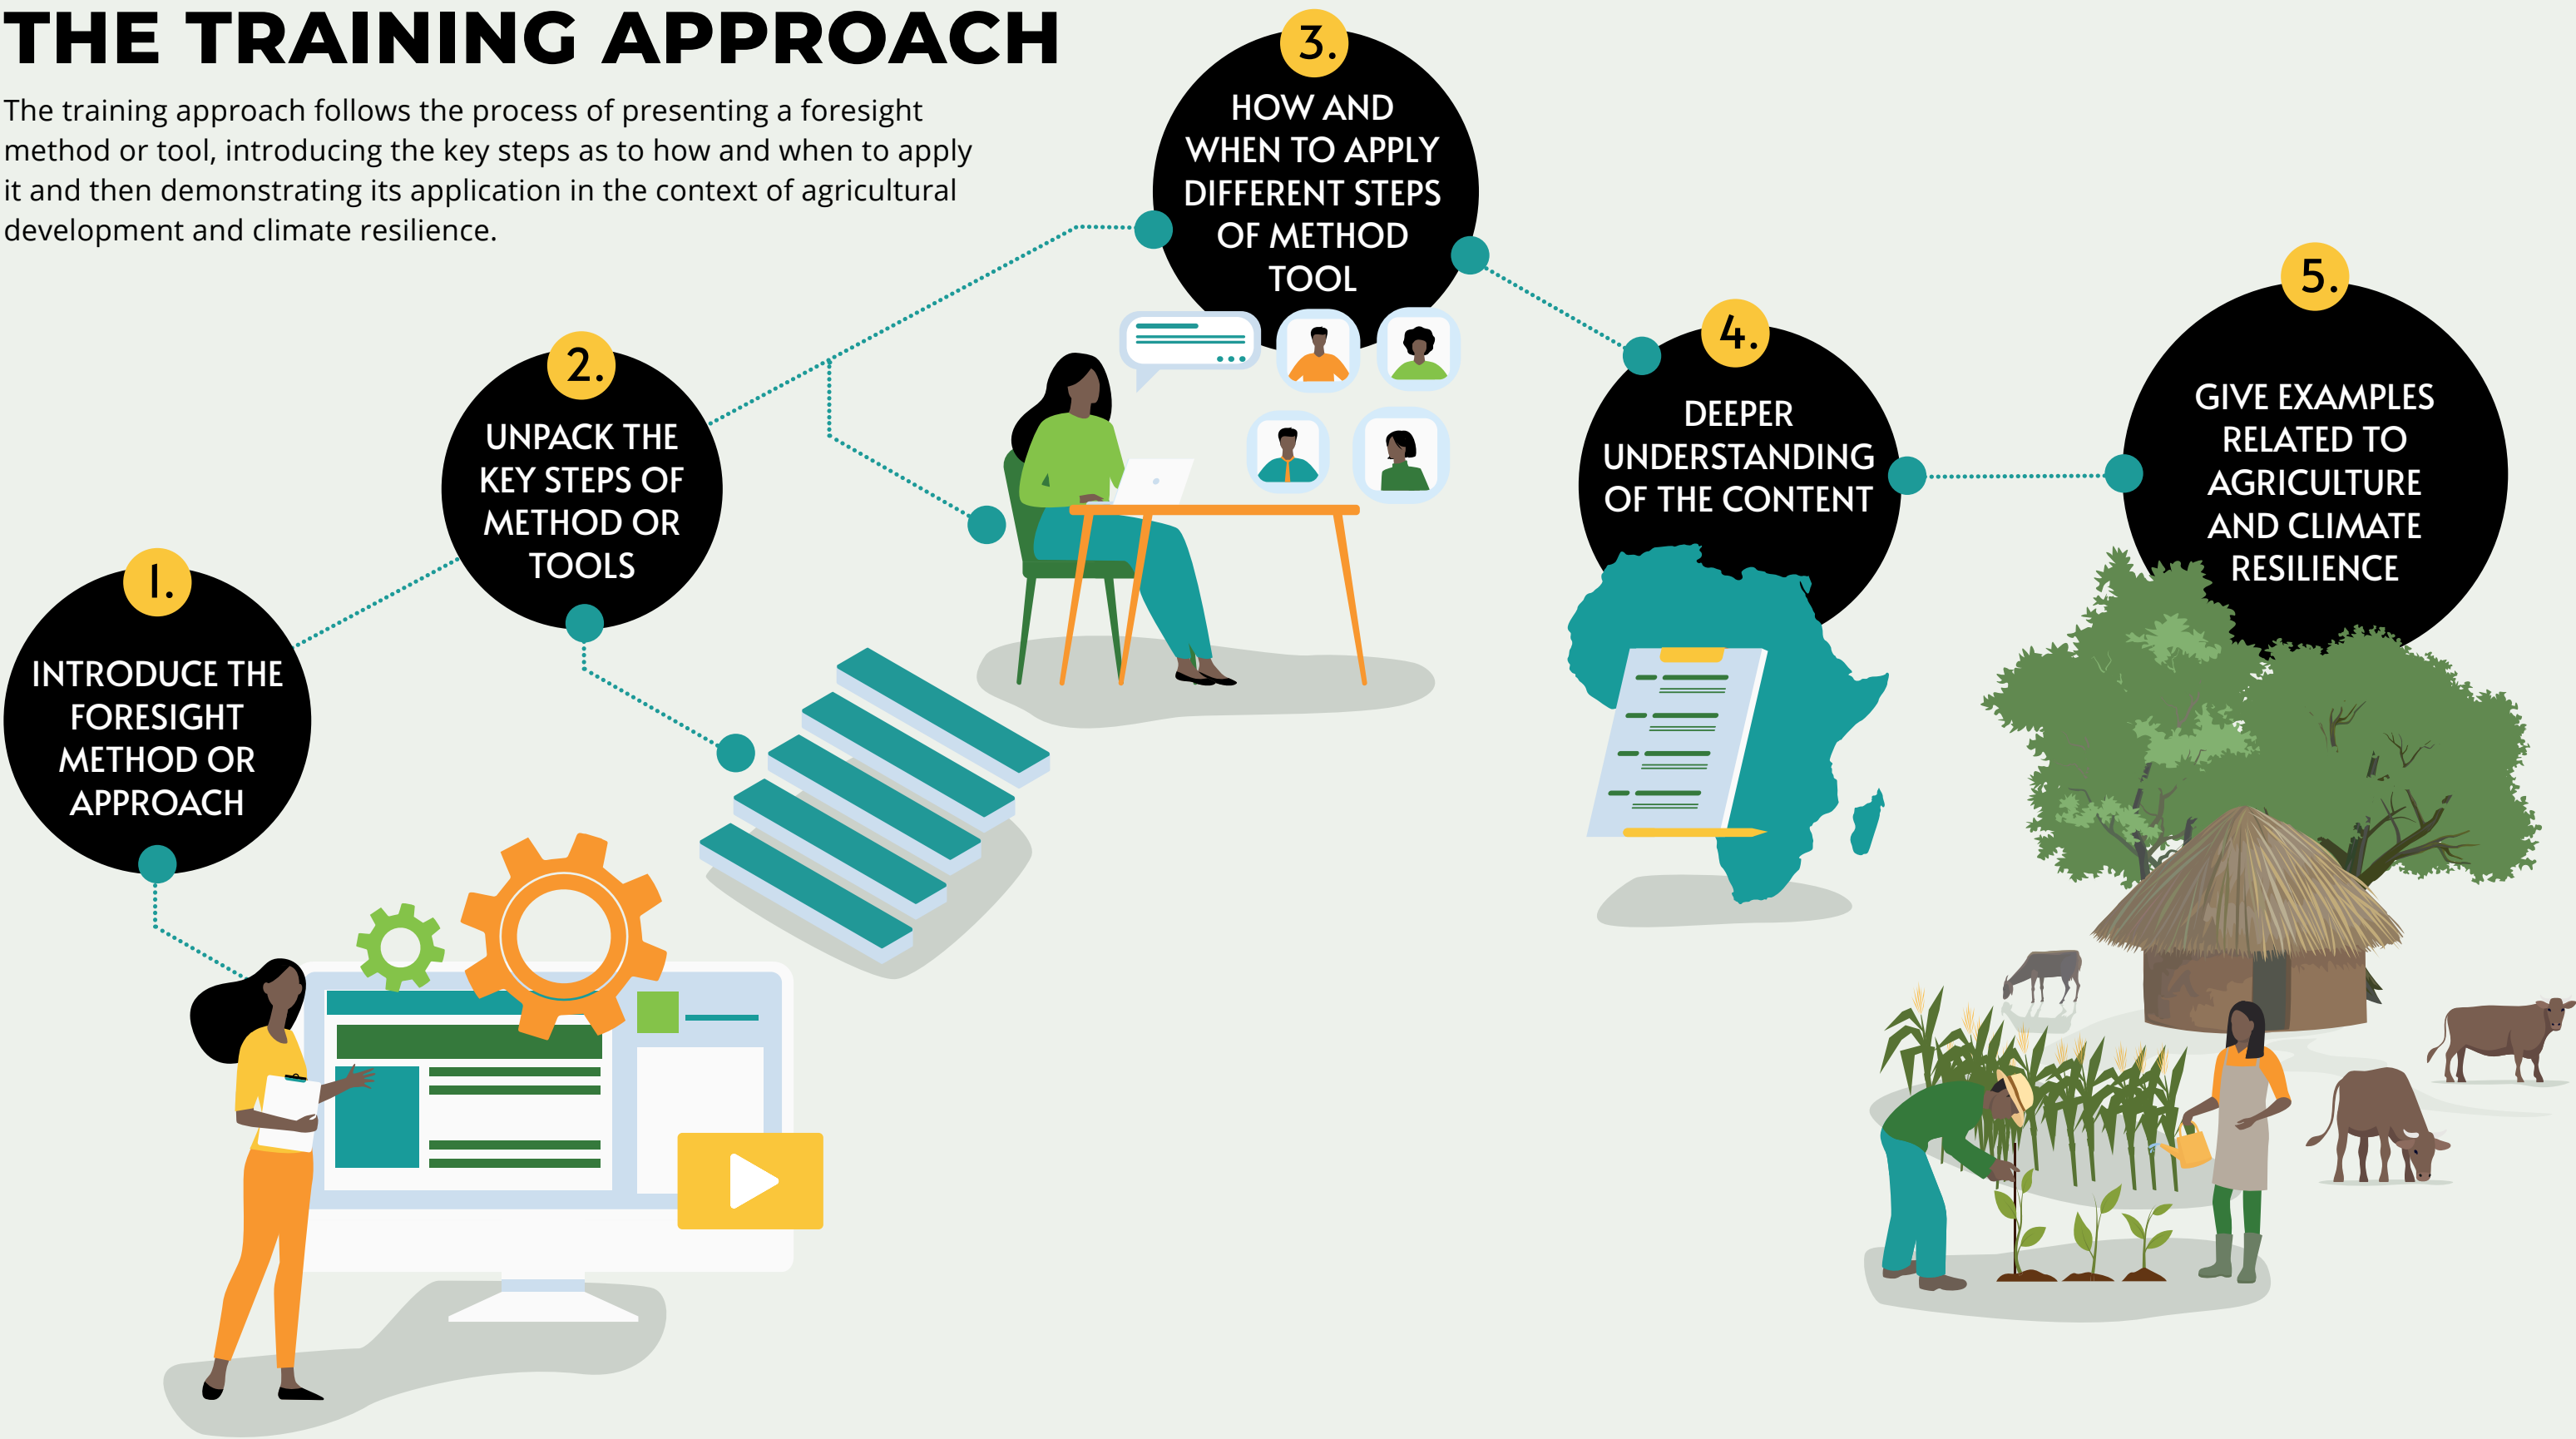 THE TRAINING APPROACH
The training approach follows the process of presenting a foresight
method or tool, introducing the key steps as to how and when to apply
it and then demonstrating its application in the context of agricultural
development and climate resilience.
1.
INTRODUCE THE
FORESIGHT
METHOD OR
APPROACH
2.
UNPACK THE
KEY STEPS OF
METHOD OR
TOOLS
3.
HOW AND
WHEN TO APPLY
DIFFERENT STEPS
OF METHOD
TOOL
4.
DEEPER
UNDERSTANDING
OF THE CONTENT
5.
GIVE EXAMPLES
RELATED TO
AGRICULTURE
AND CLIMATE
RESILIENCE